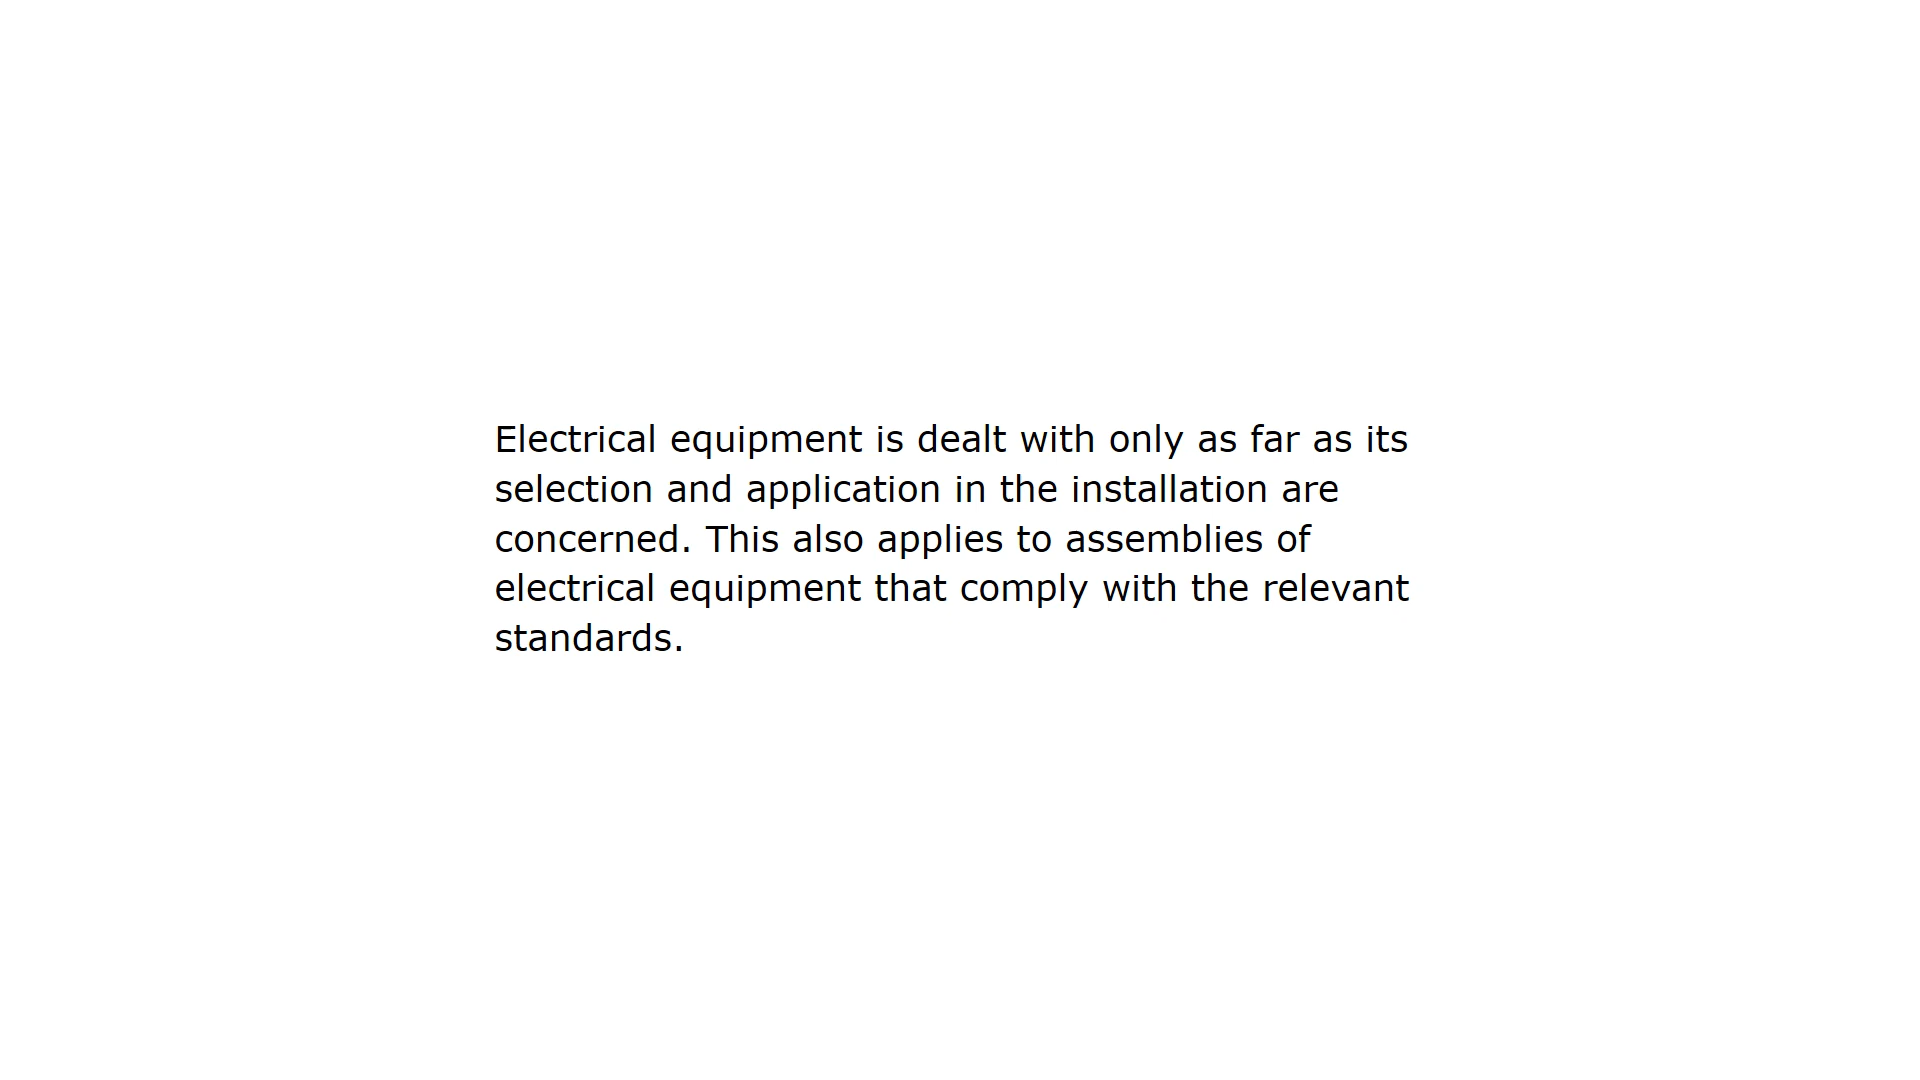 Electrical equipment is dealt with only as far as its
selection and application in the installation are
concerned. This also applies to assemblies of
electrical equipment that comply with the relevant
standards.